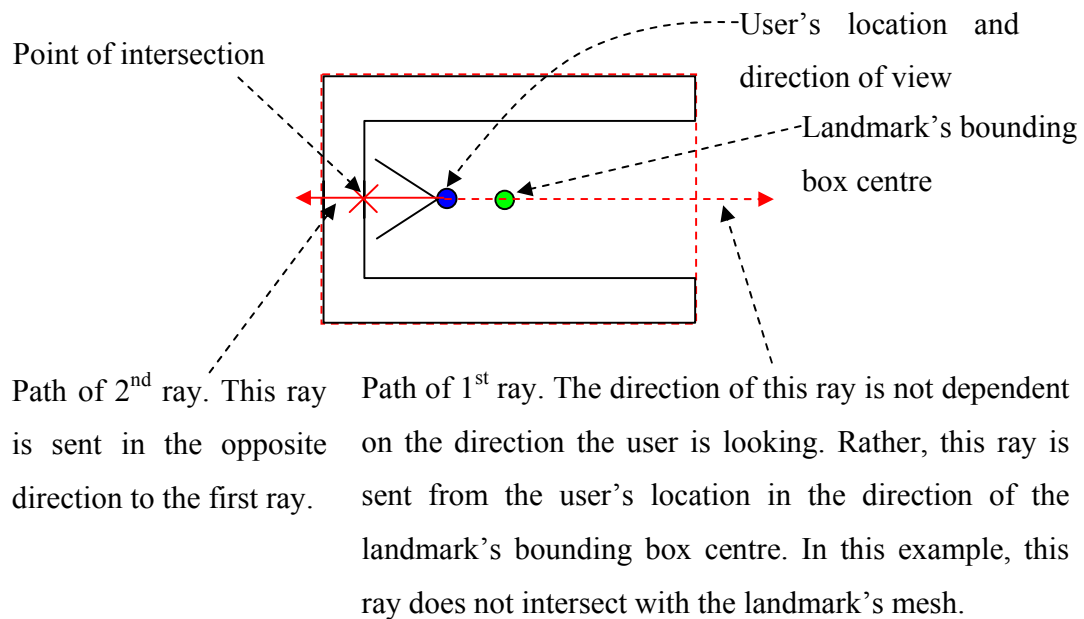 Point of intersection
User’s location and
direction of view
Landmark’s bounding
box centre
Path of 2nd ray. This ray
is sent in the opposite
direction to the first ray.
Path of 1st ray. The direction of this ray is not dependent
on the direction the user is looking. Rather, this ray is
sent from the user’s location in the direction of the
landmark’s bounding box centre. In this example, this
ray does not intersect with the landmark’s mesh.